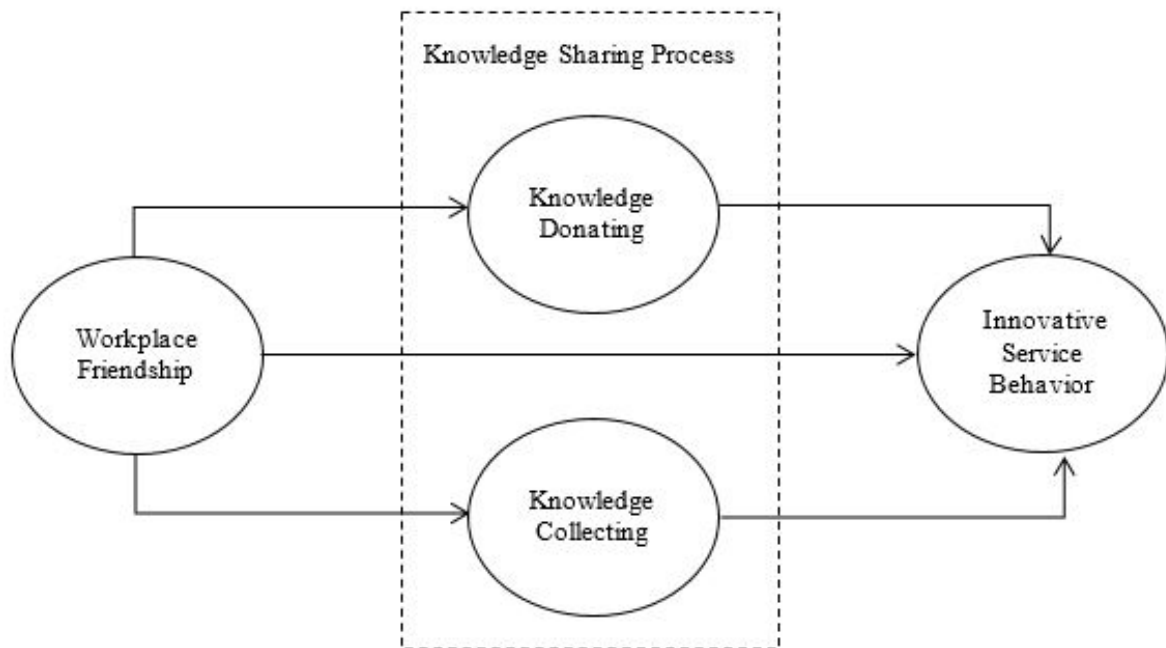 Knowledge Sharing Process
Knowledge
Donating
Workplace
Friendship
Innovative
Service
Behavior
Knowledge
Collecting